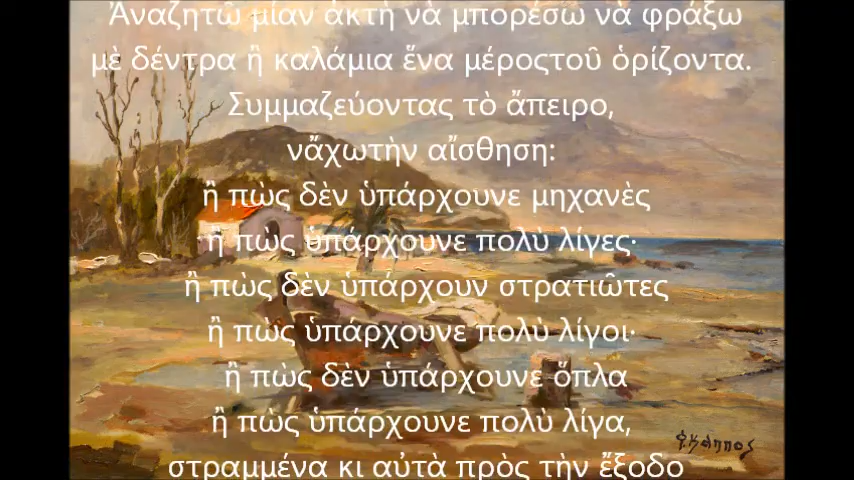 Ἀναζητῶ μίαν ἀκτὴ νὰ μπορέσω νὰ φράξω
μὲ δέντρα ἢ καλάμια ἕνα μέροςτοῦ ὁρίζοντα.
Συμμαζεύοντας τὸ ἄπειρο,
νἄχωτὴν αἴσθηση:
ἢ πὼς δὲν ὑπάρχουνε μηχανὲς
ἢ πὼς ὑπάρχουνε πολὺ λίγες·
ἢ πὼς δὲν ὑπάρχουν στρατιῶτες
ἢ πὼς ὑπάρχουνε πολὺ λίγοι·
ἢ πὼς δὲν ὑπάρχουνε ὅπλα
ἢ πὼς ὑπάρχουνε πολὺ λίγα,
στραμμένα κι αὐτὰ πρὸς τὴν ἔξοδο
Φ.Κάππος